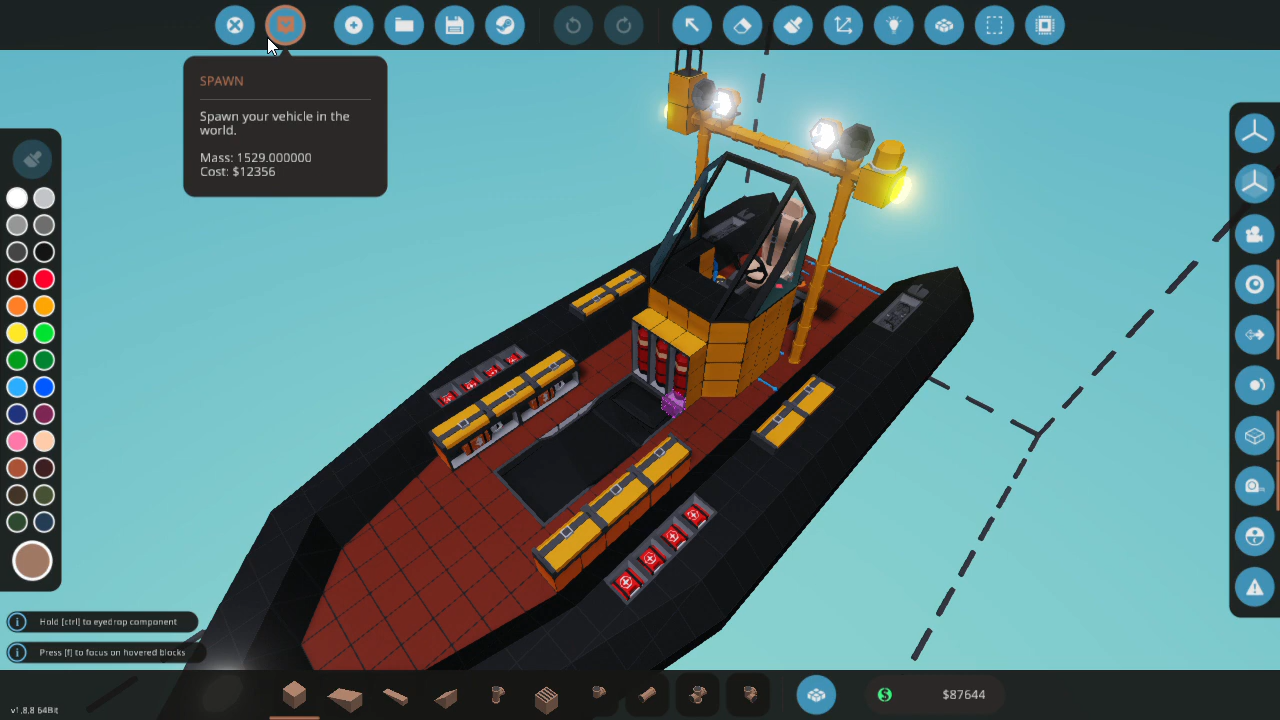 SPAWN
Spawn your vehicle in the
world.
Mass: 1529.000000
Cost: $12356
Hold [ctrl] to eyedrop component
Press [f] to focus on hovered blocks
v1.8.8 64Bit
$
$87644